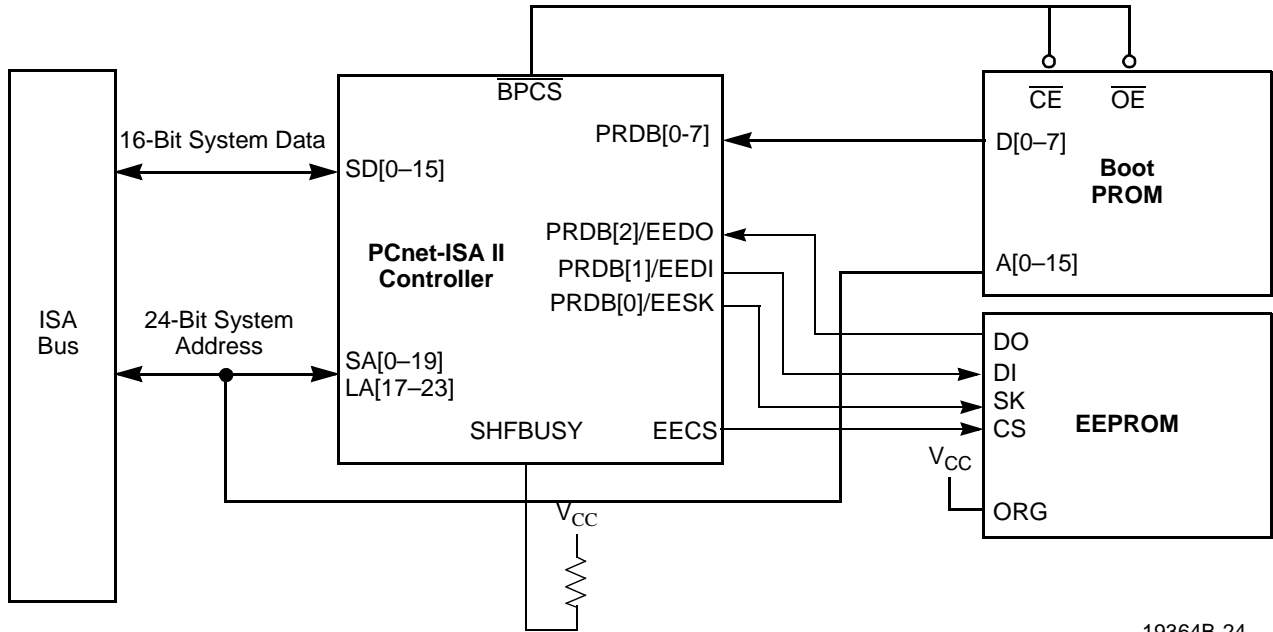 BPCS
CE OE
16-Bit System Data
PRDB[0-7]
D[0–7]
SD[0–15]
Boot
PROM
PRDB[2]/EEDO
PCnet-ISA II
Controller
PRDB[1]/EEDI
A[0–15]
PRDB[0]/EESK
ISA
Bus
24-Bit System
Address
DO
SA[0–19]
LA[17–23]
DI
SK
SHFBUSY
EECS
CS
EEPROM
VCC
ORG
VCC
19364B-24